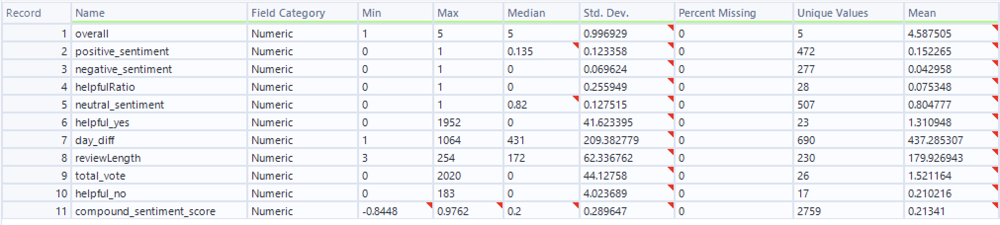 Record Name Field Category Min Max Median Std. Dev. Percent Missing Unique Values Mean
1 overall Numeric 1 5 5 0.996929 0 5 4.587505
2 positive_sentiment Numeric 0 1 0.135 0.123358 0 472 0.152265
3 negative_sentiment Numeric 0 1 0 0.069624 0 277 0.042958
4 helpfulRatio Numeric 0 1 0 0.255949 0 28 0.075348
5 neutral_sentiment Numeric 0 1 0.82 0.127515 0 507 0.804777
6 helpful_yes Numeric 0 1952 0 41.623395 0 23 1.310948
7 day_diff Numeric 1 1064 431 209.382779 0 690 437.285307
8 reviewLength Numeric 3 254 172 62.336762 0 230 179.926943
9 total_vote Numeric 0 2020 0 44.12758 0 26 1.521164
10 helpful_no Numeric 0 183 0 4.023689 0 17 0.210216
11 compound_sentiment_score Numeric -0.8448 0.9762 0.2 0.289647 0 2759 0.21341